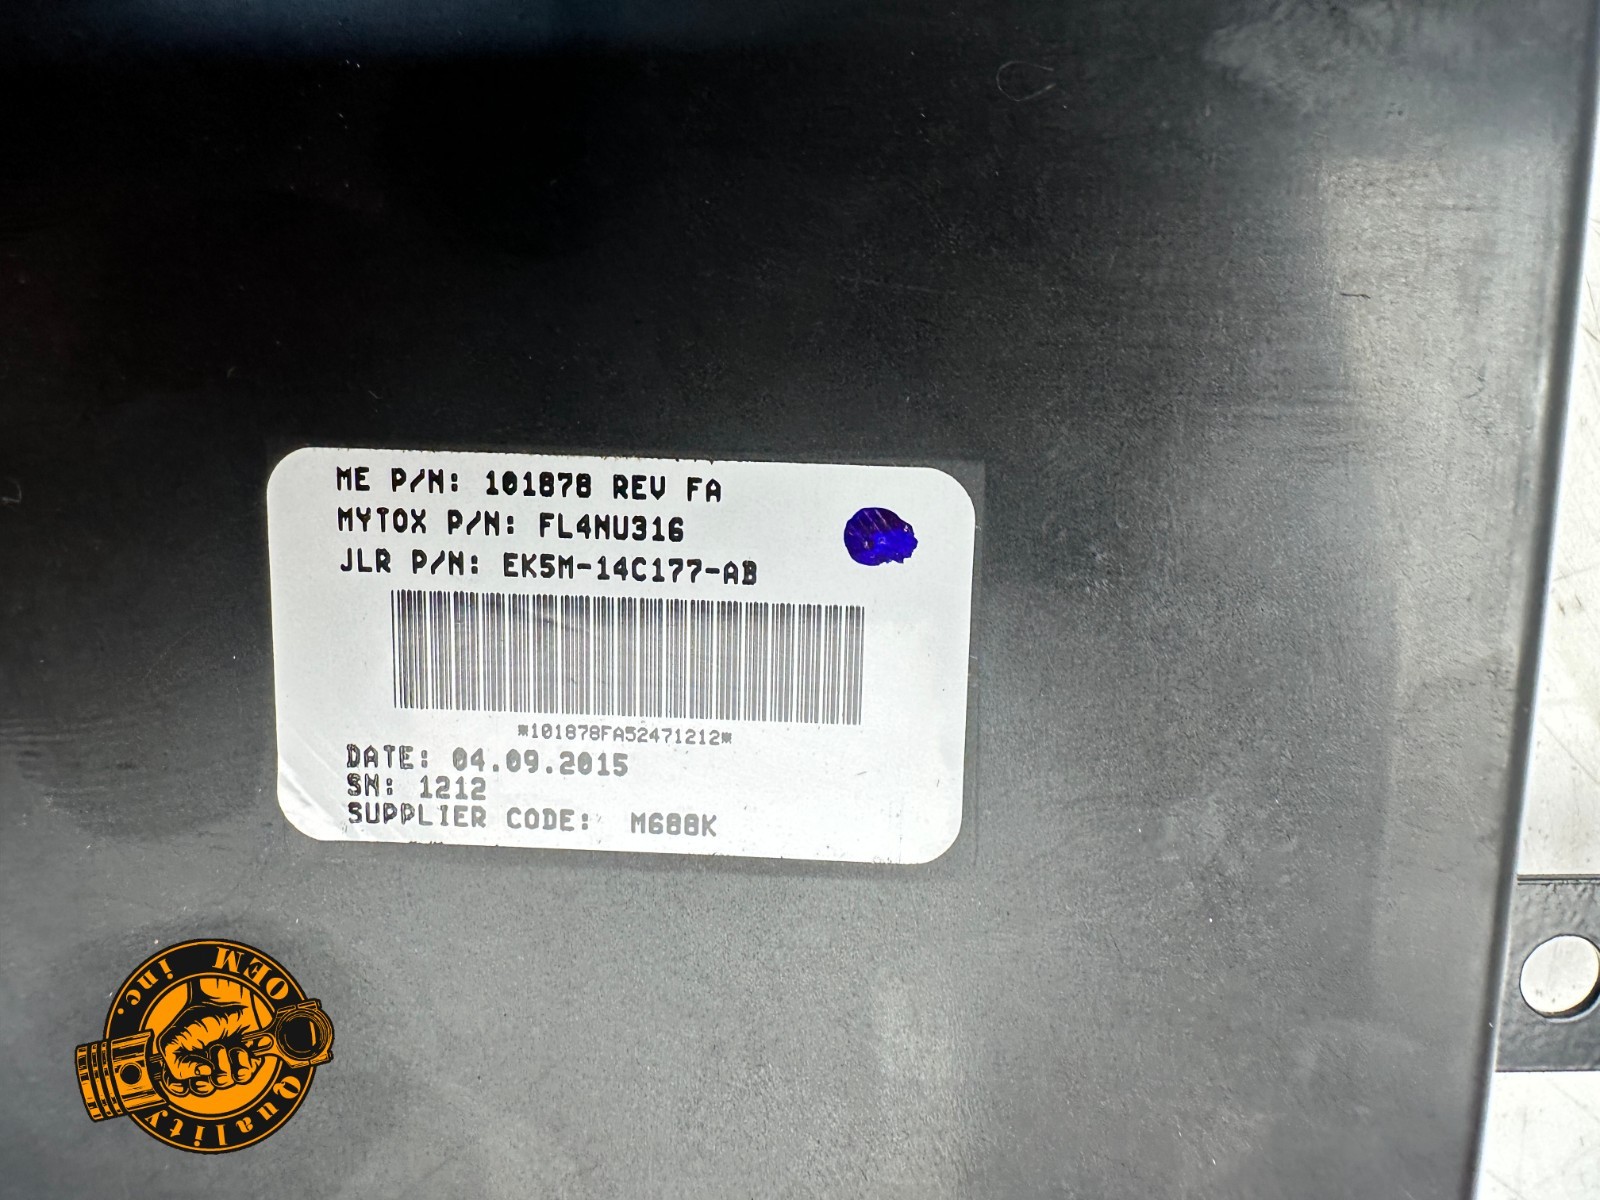 ME P/N: 101878 REV FA
MYTOX P/N: FL4NU316
JLR P/N: EK5M-14C177-AB
*101878FA52471212*
DATE: 04.09.2015
SN: 1212
SUPPLIER CODE: M688K
OEM inc.
Quality